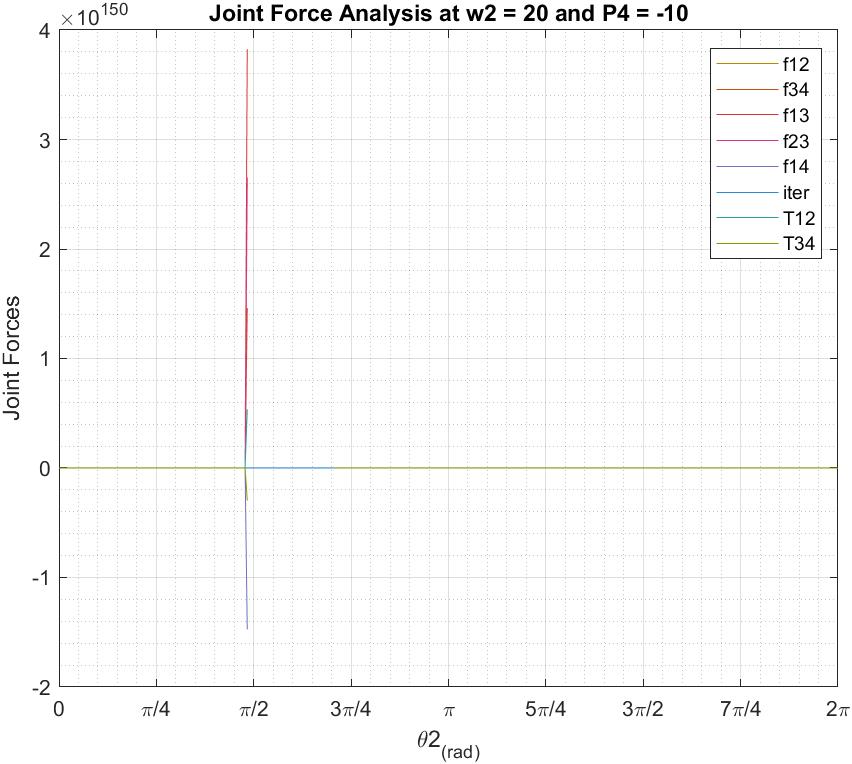 Joint Force Analysis at w2 = 20 and P4 = -10
×10^150
4
3
2
1
0
-1
-2
Joint Forces
0 π/4 π/2 3π/4 π 5π/4 3π/2 7π/4 2π
θ2(rad)
f12
f34
f13
f23
f14
iter
T12
T34